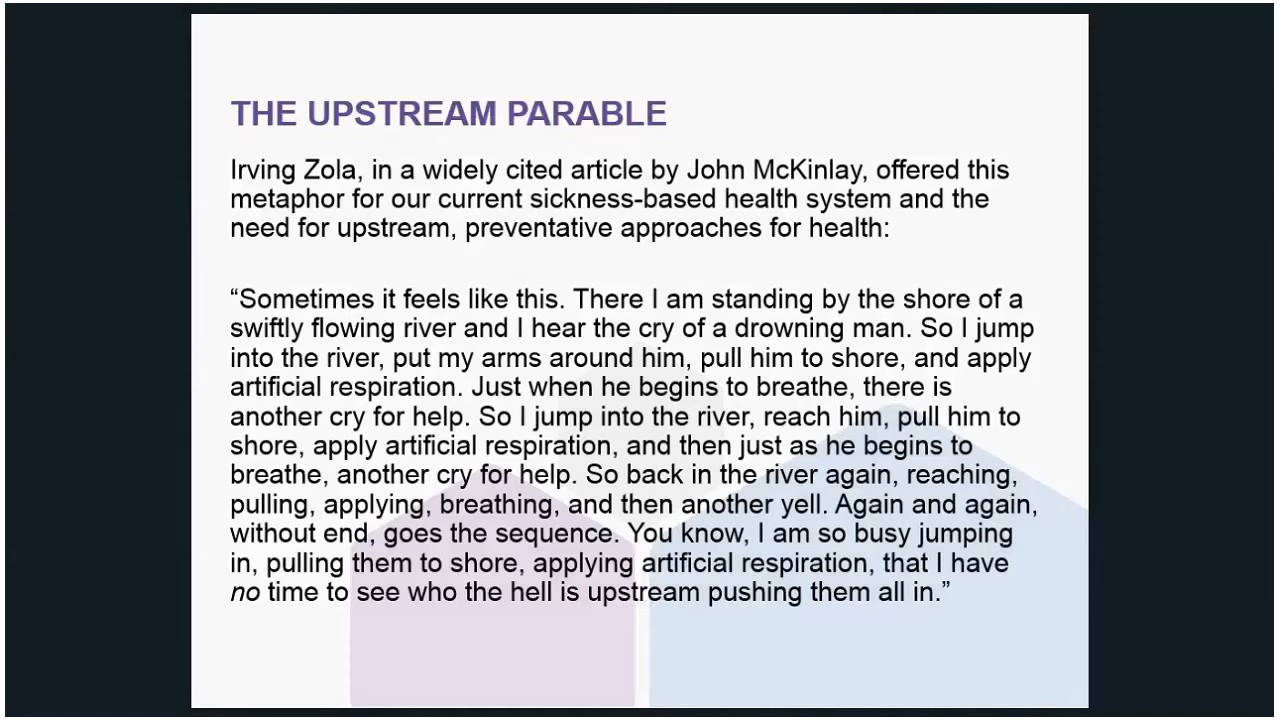 THE UPSTREAM PARABLE
Irving Zola, in a widely cited article by John McKinlay, offered this
metaphor for our current sickness-based health system and the
need for upstream, preventative approaches for health:
“Sometimes it feels like this. There I am standing by the shore of a
swiftly flowing river and I hear the cry of a drowning man. So I jump
into the river, put my arms around him, pull him to shore, and apply
artificial respiration. Just when he begins to breathe, there is
another cry for help. So I jump into the river, reach him, pull him to
shore, apply artificial respiration, and then just as he begins to
breathe, another cry for help. So back in the river again, reaching,
pulling, applying, breathing, and then another yell. Again and again,
without end, goes the sequence. You know, I am so busy jumping
in, pulling them to shore, applying artificial respiration, that I have
no time to see who the hell is upstream pushing them all in.”